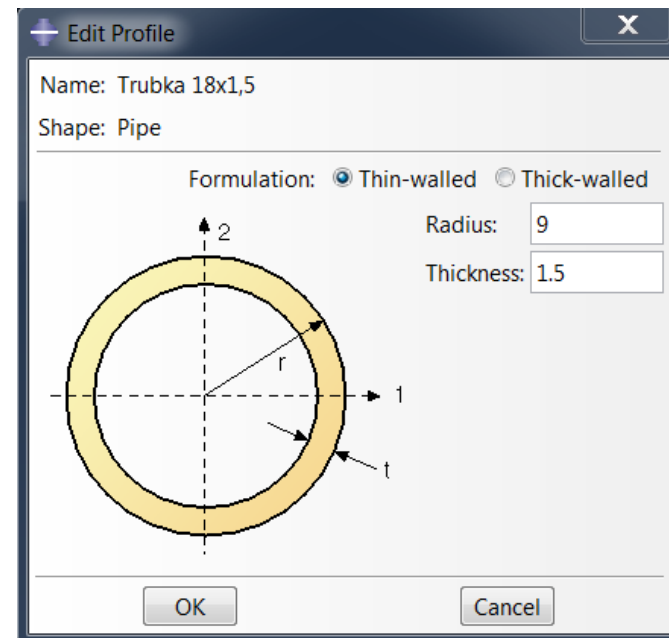 Edit Profile
X
Name: Trubka 18x1,5
Shape: Pipe
Formulation: Thin-walled Thick-walled
Radius: 9
Thickness: 1.5
2
r
1
t
OK Cancel